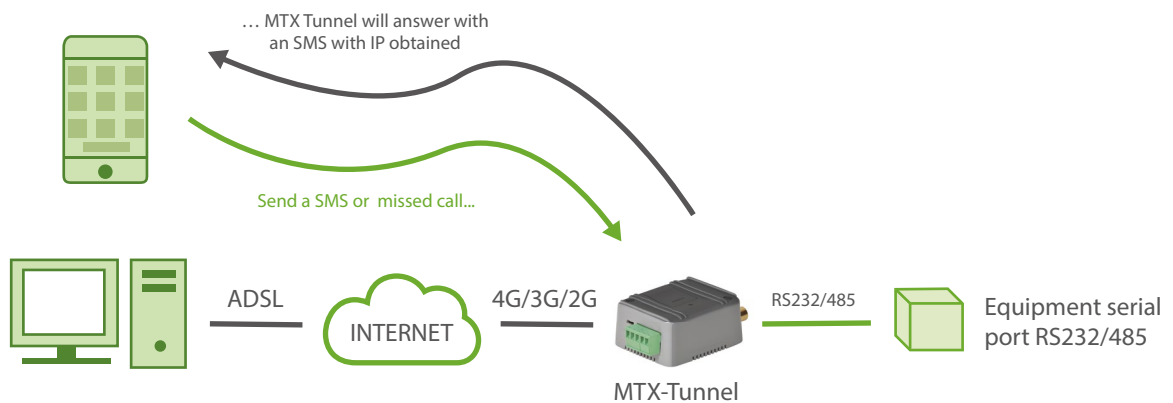 ... MTX Tunnel will answer with
an SMS with IP obtained
Send a SMS or  missed call...
ADSL
INTERNET
4G/3G/2G
RS232/485
Equipment serial
port RS232/485
MTX-Tunnel